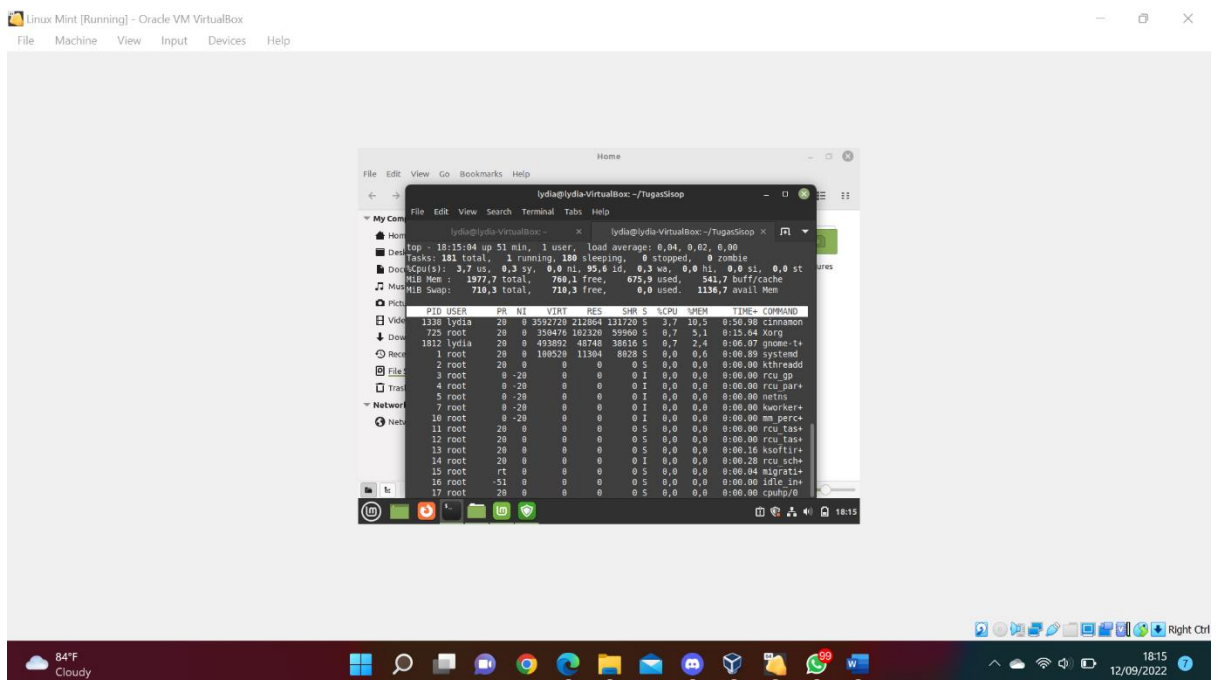 Linux Mint [Running] - Oracle VM VirtualBox
File Machine View Input Devices Help
Home
File Edit View Go Bookmarks Help
lydia@lydia-VirtualBox: ~/TugasSisop
File Edit View Search Terminal Tabs Help
lydia@lydia-VirtualBox: ~ × lydia@lydia-VirtualBox: ~/TugasSisop ×
My Com
Hom
Desk
Doc
Mus
Pictu
Vide
Dow
Rece
File S
Tras
Networ
Netw
ures
top - 18:15:04 up 51 min, 1 user, load average: 0,04, 0,02, 0,00
Tasks: 181 total, 1 running, 180 sleeping, 0 stopped, 0 zombie
%Cpu(s): 3,7 us, 0,3 sy, 0,0 ni, 95,6 id, 0,3 wa, 0,0 hi, 0,0 si, 0,0 st
MiB Mem : 1977,7 total, 760,1 free, 675,9 used, 541,7 buff/cache
MiB Swap: 710,3 total, 710,3 free, 0,0 used. 1136,7 avail Mem
PID USER PR NI VIRT RES SHR S %CPU %MEM TIME+ COMMAND
1338 lydia 20 0 3592720 212864 131720 S 3,7 10,5 0:50.98 cinnamon
725 root 20 0 350476 102320 59960 S 0,7 5,1 0:15.64 Xorg
1812 lydia 20 0 493892 48748 38616 S 0,7 2,4 0:06.07 gnome-t+
1 root 20 0 100520 11304 8028 S 0,0 0,6 0:00.89 systemd
2 root 20 0 0 0 0 S 0,0 0,0 0:00.00 kthreadd
3 root 0 -20 0 0 0 I 0,0 0,0 0:00.00 rcu_gp
4 root 0 -20 0 0 0 I 0,0 0,0 0:00.00 rcu_par+
5 root 0 -20 0 0 0 I 0,0 0,0 0:00.00 netns
7 root 0 -20 0 0 0 I 0,0 0,0 0:00.00 kworker+
10 root 0 -20 0 0 0 I 0,0 0,0 0:00.00 mm_perc+
11 root 20 0 0 0 0 S 0,0 0,0 0:00.00 rcu_tas+
12 root 20 0 0 0 0 S 0,0 0,0 0:00.00 rcu_tas+
13 root 20 0 0 0 0 S 0,0 0,0 0:00.16 ksoftir+
14 root 20 0 0 0 0 I 0,0 0,0 0:00.28 rcu_sch+
15 root rt 0 0 0 0 S 0,0 0,0 0:00.04 migrati+
16 root -51 0 0 0 0 S 0,0 0,0 0:00.00 idle_in+
17 root 20 0 0 0 0 S 0,0 0,0 0:00.00 cpuhp/0
18:15
Right Ctrl
84°F
Cloudy
99
18:15
12/09/2022
7